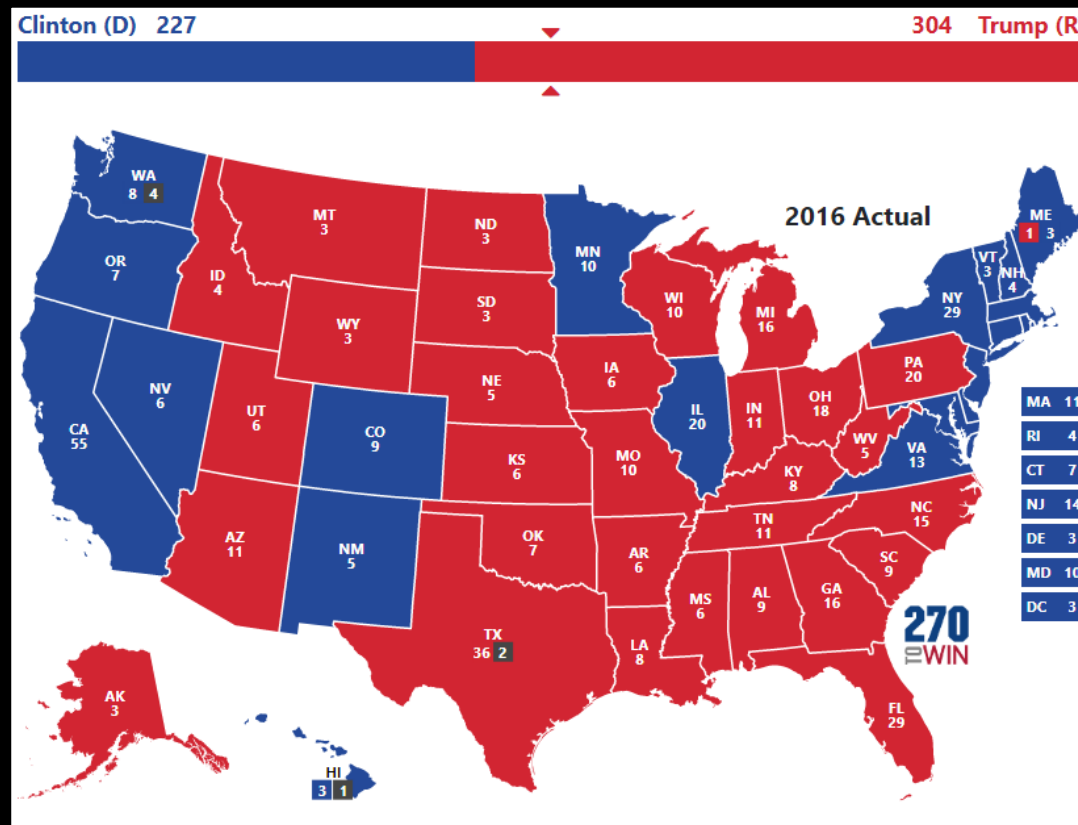 Clinton (D) 227
304 Trump (R
2016 Actual
WA
8 4
OR
7
CA
55
NV
6
ID
4
MT
3
WY
3
UT
6
CO
9
AZ
11
NM
5
ND
3
SD
3
NE
5
KS
6
OK
7
TX
36 2
MN
10
IA
6
MO
10
AR
6
LA
8
WI
10
IL
20
MI
16
IN
11
OH
18
KY
8
TN
11
MS
6
AL
9
GA
16
FL
29
SC
9
NC
15
VA
13
WV
5
PA
20
NY
29
VT
3
NH
4
ME
1 3
MA 11
RI 4
CT 7
NJ 14
DE 3
MD 10
DC 3
AK
3
HI
3 1
270
TO WIN